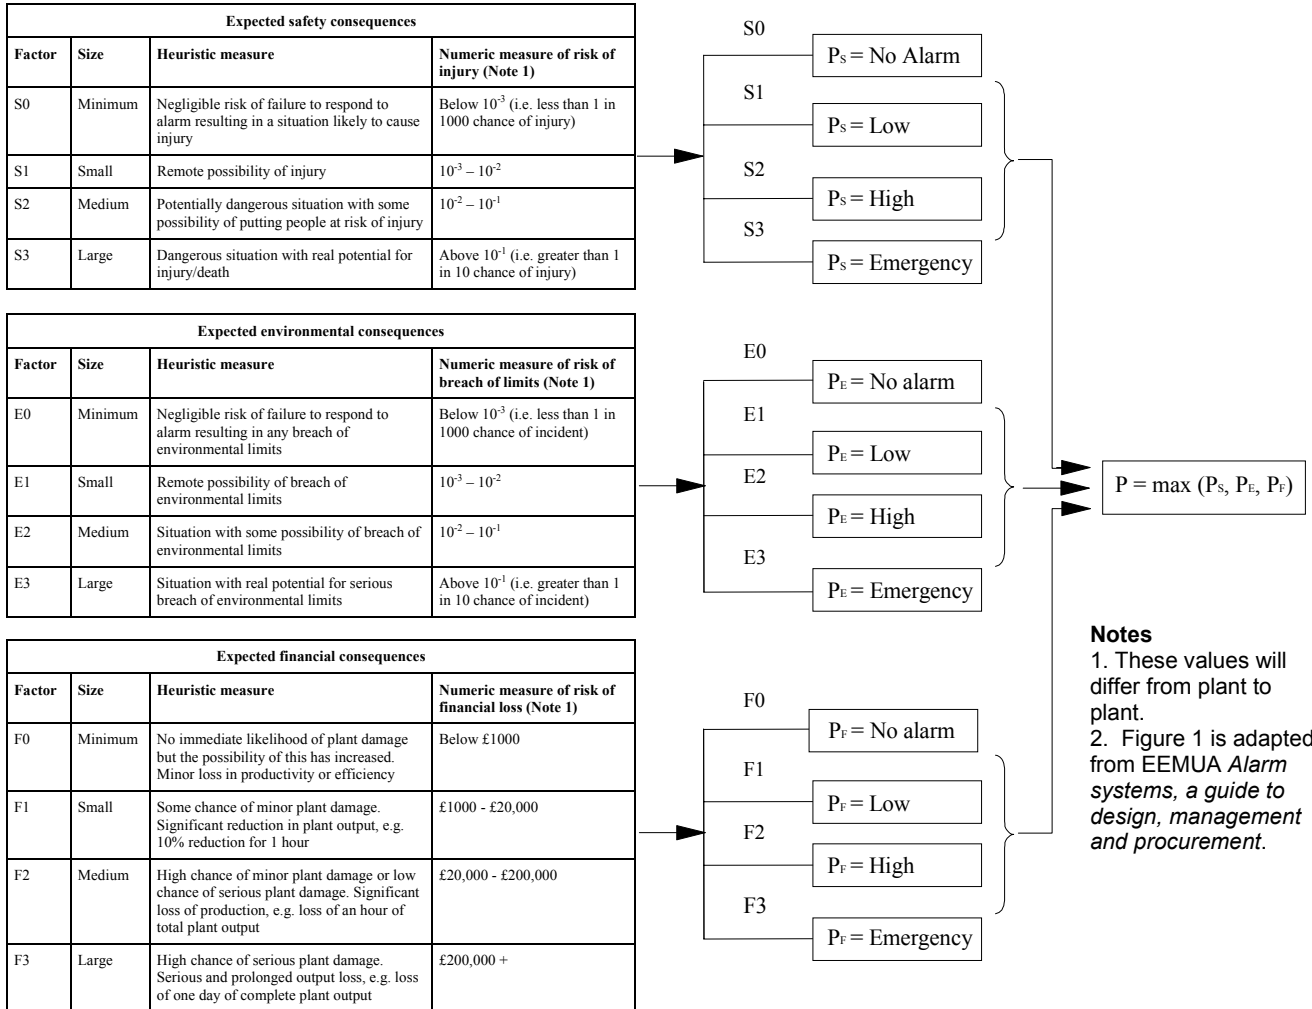 Expected safety consequences
Factor Size Heuristic measure Numeric measure of risk of
injury (Note 1)
S0 Minimum Negligible risk of failure to respond to Below 10⁻³ (i.e. less than 1 in
alarm resulting in a situation likely to cause 1000 chance of injury)
injury
S1 Small Remote possibility of injury 10⁻³ – 10⁻²
S2 Medium Potentially dangerous situation with some 10⁻² – 10⁻¹
possibility of putting people at risk of injury
S3 Large Dangerous situation with real potential for Above 10⁻¹ (i.e. greater than 1
injury/death in 10 chance of injury)
S0
Pₛ = No Alarm
S1
Pₛ = Low
S2
Pₛ = High
S3
Pₛ = Emergency
Expected environmental consequences
Factor Size Heuristic measure Numeric measure of risk of
breach of limits (Note 1)
E0 Minimum Negligible risk of failure to respond to Below 10⁻³ (i.e. less than 1 in
alarm resulting in any breach of 1000 chance of incident)
environmental limits
E1 Small Remote possibility of breach of 10⁻³ – 10⁻²
environmental limits
E2 Medium Situation with some possibility of breach of 10⁻² – 10⁻¹
environmental limits
E3 Large Situation with real potential for serious Above 10⁻¹ (i.e. greater than 1
breach of environmental limits in 10 chance of incident)
E0
PE = No alarm
E1
PE = Low
E2
PE = High
E3
PE = Emergency
P = max (PS, PE, PF)
Expected financial consequences
Factor Size Heuristic measure Numeric measure of risk of
financial loss (Note 1)
F0 Minimum No immediate likelihood of plant damage Below £1000
but the possibility of this has increased.
Minor loss in productivity or efficiency
F1 Small Some chance of minor plant damage. £1000 - £20,000
Significant reduction in plant output, e.g.
10% reduction for 1 hour
F2 Medium High chance of minor plant damage or low £20,000 - £200,000
chance of serious plant damage. Significant
loss of production, e.g. loss of an hour of
total plant output
F3 Large High chance of serious plant damage. £200,000 +
Serious and prolonged output loss, e.g. loss
of one day of complete plant output
F0
PF = No alarm
F1
PF = Low
F2
PF = High
F3
PF = Emergency
Notes
1. These values will
differ from plant to
plant.
2. Figure 1 is adapted
from EEMUA Alarm
systems, a guide to
design, management
and procurement.